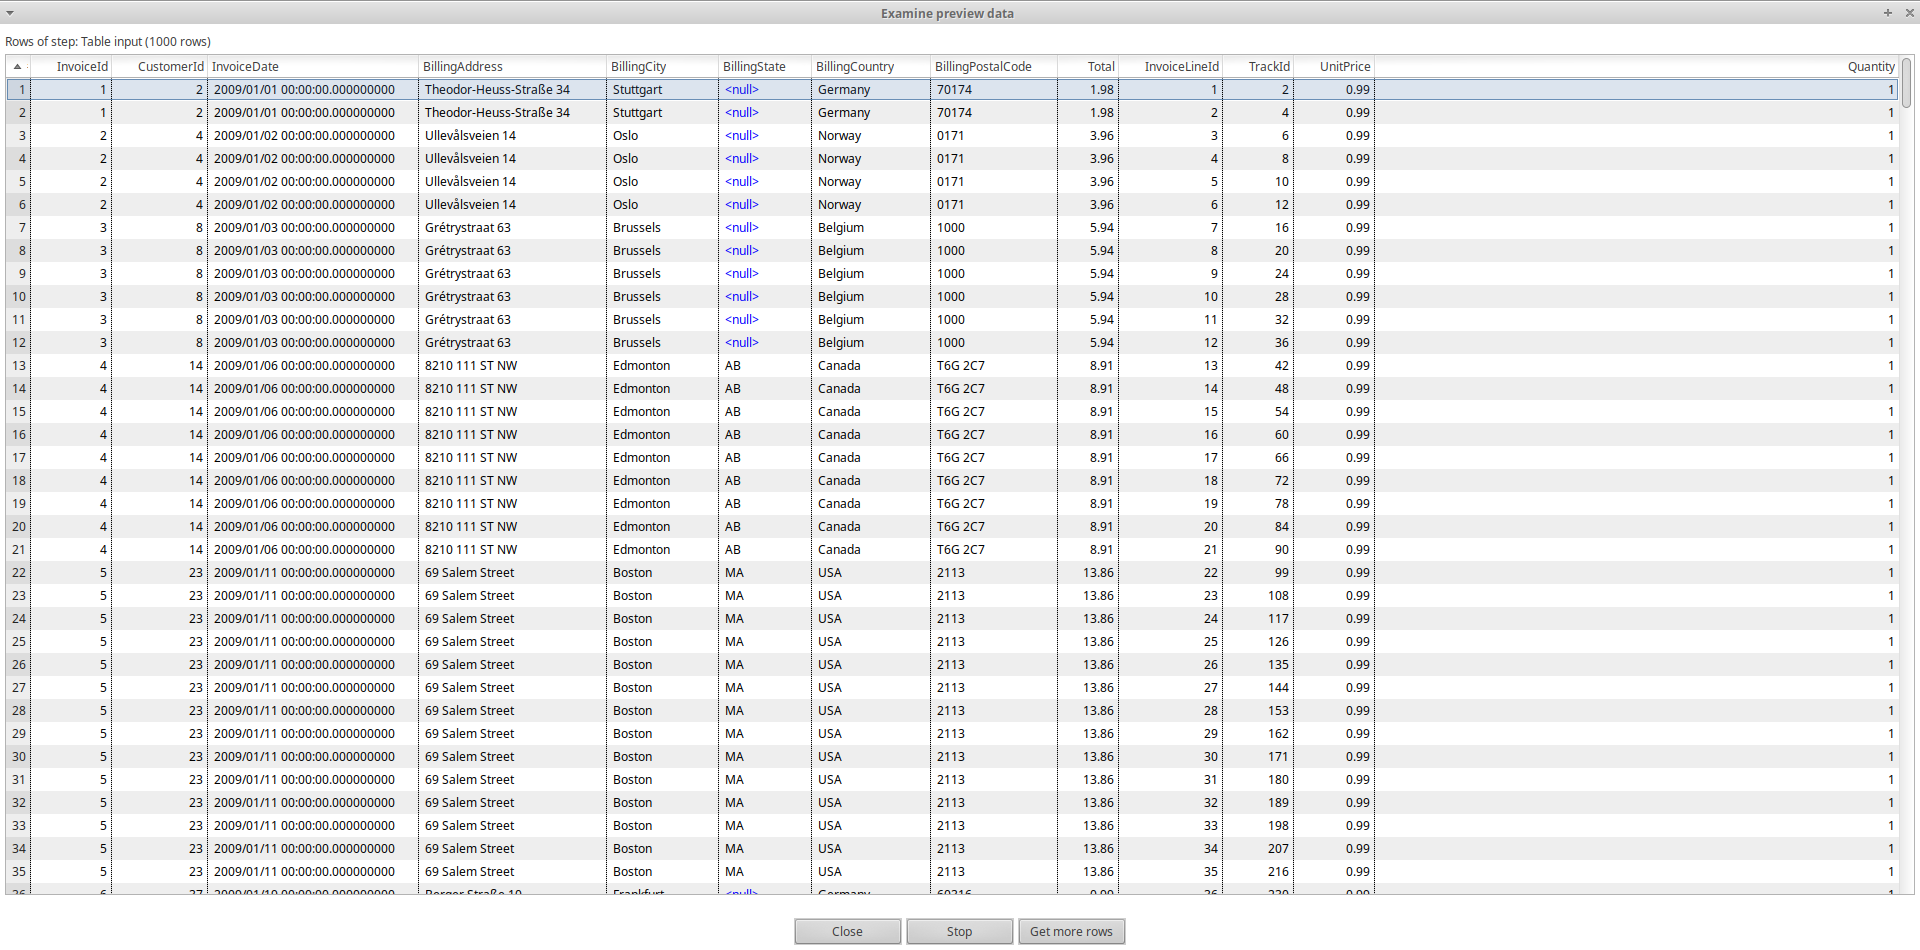 Examine preview data
Rows of step: Table input (1000 rows)
InvoiceId CustomerId InvoiceDate BillingAddress BillingCity BillingState BillingCountry BillingPostalCode Total InvoiceLineId TrackId UnitPrice Quantity
1 1 2 2009/01/01 00:00:00.000000000 Theodor-Heuss-Straße 34 Stuttgart <null> Germany 70174 1.98 1 2 0.99 1
2 1 2 2009/01/01 00:00:00.000000000 Theodor-Heuss-Straße 34 Stuttgart <null> Germany 70174 1.98 2 4 0.99 1
3 2 4 2009/01/02 00:00:00.000000000 Ullevålsveien 14 Oslo <null> Norway 0171 3.96 3 6 0.99 1
4 2 4 2009/01/02 00:00:00.000000000 Ullevålsveien 14 Oslo <null> Norway 0171 3.96 4 8 0.99 1
5 2 4 2009/01/02 00:00:00.000000000 Ullevålsveien 14 Oslo <null> Norway 0171 3.96 5 10 0.99 1
6 2 4 2009/01/02 00:00:00.000000000 Ullevålsveien 14 Oslo <null> Norway 0171 3.96 6 12 0.99 1
7 3 8 2009/01/03 00:00:00.000000000 Grétrystraat 63 Brussels <null> Belgium 1000 5.94 7 16 0.99 1
8 3 8 2009/01/03 00:00:00.000000000 Grétrystraat 63 Brussels <null> Belgium 1000 5.94 8 20 0.99 1
9 3 8 2009/01/03 00:00:00.000000000 Grétrystraat 63 Brussels <null> Belgium 1000 5.94 9 24 0.99 1
10 3 8 2009/01/03 00:00:00.000000000 Grétrystraat 63 Brussels <null> Belgium 1000 5.94 10 28 0.99 1
11 3 8 2009/01/03 00:00:00.000000000 Grétrystraat 63 Brussels <null> Belgium 1000 5.94 11 32 0.99 1
12 3 8 2009/01/03 00:00:00.000000000 Grétrystraat 63 Brussels <null> Belgium 1000 5.94 12 36 0.99 1
13 4 14 2009/01/06 00:00:00.000000000 8210 111 ST NW Edmonton AB Canada T6G 2C7 8.91 13 42 0.99 1
14 4 14 2009/01/06 00:00:00.000000000 8210 111 ST NW Edmonton AB Canada T6G 2C7 8.91 14 48 0.99 1
15 4 14 2009/01/06 00:00:00.000000000 8210 111 ST NW Edmonton AB Canada T6G 2C7 8.91 15 54 0.99 1
16 4 14 2009/01/06 00:00:00.000000000 8210 111 ST NW Edmonton AB Canada T6G 2C7 8.91 16 60 0.99 1
17 4 14 2009/01/06 00:00:00.000000000 8210 111 ST NW Edmonton AB Canada T6G 2C7 8.91 17 66 0.99 1
18 4 14 2009/01/06 00:00:00.000000000 8210 111 ST NW Edmonton AB Canada T6G 2C7 8.91 18 72 0.99 1
19 4 14 2009/01/06 00:00:00.000000000 8210 111 ST NW Edmonton AB Canada T6G 2C7 8.91 19 78 0.99 1
20 4 14 2009/01/06 00:00:00.000000000 8210 111 ST NW Edmonton AB Canada T6G 2C7 8.91 20 84 0.99 1
21 4 14 2009/01/06 00:00:00.000000000 8210 111 ST NW Edmonton AB Canada T6G 2C7 8.91 21 90 0.99 1
22 5 23 2009/01/11 00:00:00.000000000 69 Salem Street Boston MA USA 2113 13.86 22 99 0.99 1
23 5 23 2009/01/11 00:00:00.000000000 69 Salem Street Boston MA USA 2113 13.86 23 108 0.99 1
24 5 23 2009/01/11 00:00:00.000000000 69 Salem Street Boston MA USA 2113 13.86 24 117 0.99 1
25 5 23 2009/01/11 00:00:00.000000000 69 Salem Street Boston MA USA 2113 13.86 25 126 0.99 1
26 5 23 2009/01/11 00:00:00.000000000 69 Salem Street Boston MA USA 2113 13.86 26 135 0.99 1
27 5 23 2009/01/11 00:00:00.000000000 69 Salem Street Boston MA USA 2113 13.86 27 144 0.99 1
28 5 23 2009/01/11 00:00:00.000000000 69 Salem Street Boston MA USA 2113 13.86 28 153 0.99 1
29 5 23 2009/01/11 00:00:00.000000000 69 Salem Street Boston MA USA 2113 13.86 29 162 0.99 1
30 5 23 2009/01/11 00:00:00.000000000 69 Salem Street Boston MA USA 2113 13.86 30 171 0.99 1
31 5 23 2009/01/11 00:00:00.000000000 69 Salem Street Boston MA USA 2113 13.86 31 180 0.99 1
32 5 23 2009/01/11 00:00:00.000000000 69 Salem Street Boston MA USA 2113 13.86 32 189 0.99 1
33 5 23 2009/01/11 00:00:00.000000000 69 Salem Street Boston MA USA 2113 13.86 33 198 0.99 1
34 5 23 2009/01/11 00:00:00.000000000 69 Salem Street Boston MA USA 2113 13.86 34 207 0.99 1
35 5 23 2009/01/11 00:00:00.000000000 69 Salem Street Boston MA USA 2113 13.86 35 216 0.99 1
Close Stop Get more rows